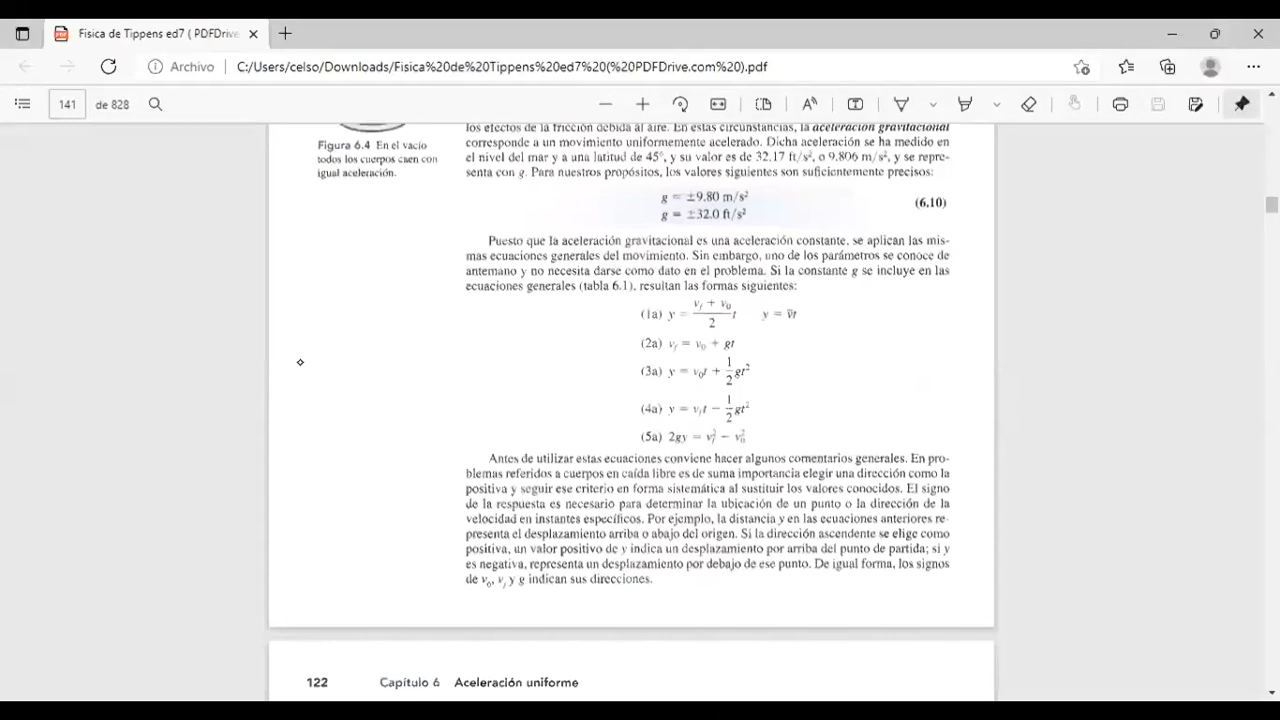 Fisica de Tippens ed7 ( PDFDrive
Archivo C:/Users/celso/Downloads/Fisica%20de%20Tippens%20ed7%20(%20PDFDrive.com%20).pdf
141 de 828
los efectos de la fricción debida al aire. En estas circunstancias, la aceleración gravitacional
Figura 6.4 En el vacío
todos los cuerpos caen con
igual aceleración.
corresponde a un movimiento uniformemente acelerado. Dicha aceleración se ha medido en
el nivel del mar y a una latitud de 45°, y su valor es de 32.17 ft/s², o 9.806 m/s², y se repre-
senta con g. Para nuestros propósitos, los valores siguientes son suficientemente precisos:
g = ±9.80 m/s²
g = ±32.0 ft/s²
(6.10)
Puesto que la aceleración gravitacional es una aceleración constante, se aplican las mis-
mas ecuaciones generales del movimiento. Sin embargo, uno de los parámetros se conoce de
antemano y no necesita darse como dato en el problema. Si la constante g se incluye en las
ecuaciones generales (tabla 6.1), resultan las formas siguientes:
(1a) y = (v_f + v_0)/2 t y = v̄t
(2a) v_f = v_0 + gt
(3a) y = v_0t + 1/2 gt²
(4a) y = v_ft − 1/2 gt²
(5a) 2gy = v_f² − v_0²
Antes de utilizar estas ecuaciones conviene hacer algunos comentarios generales. En pro-
blemas referidos a cuerpos en caída libre es de suma importancia elegir una dirección como la
positiva y seguir ese criterio en forma sistemática al sustituir los valores conocidos. El signo
de la respuesta es necesario para determinar la ubicación de un punto o la dirección de la
velocidad en instantes específicos. Por ejemplo, la distancia y en las ecuaciones anteriores re-
presenta el desplazamiento arriba o abajo del origen. Si la dirección ascendente se elige como
positiva, un valor positivo de y indica un desplazamiento por arriba del punto de partida; si y
es negativa, representa un desplazamiento por debajo de ese punto. De igual forma, los signos
de v_0, v_f y g indican sus direcciones.
122 Capítulo 6 Aceleración uniforme